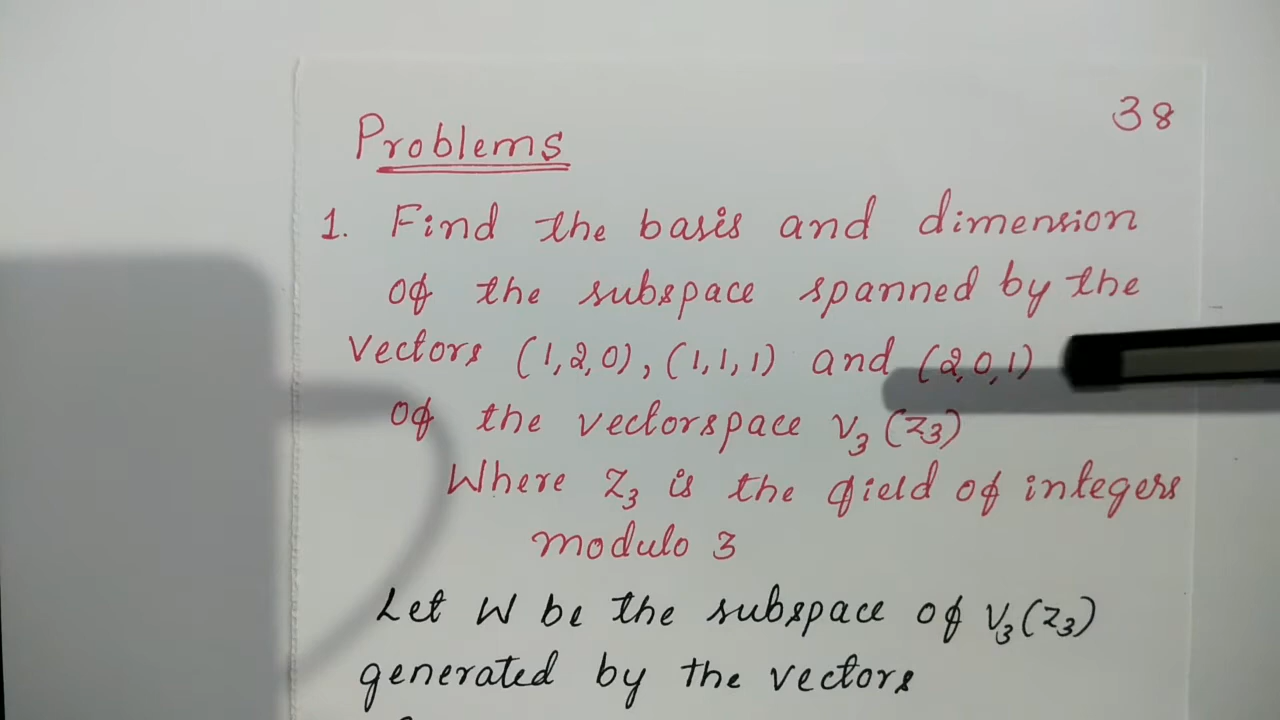 38
Problems
1. Find the basis and dimension
of the subspace spanned by the
vectors (1,2,0), (1,1,1) and (2,0,1)
of the vectorspace V₃(Z₃)
Where Z₃ is the field of integers
modulo 3
Let W be the subspace of V₃(Z₃)
generated by the vectors